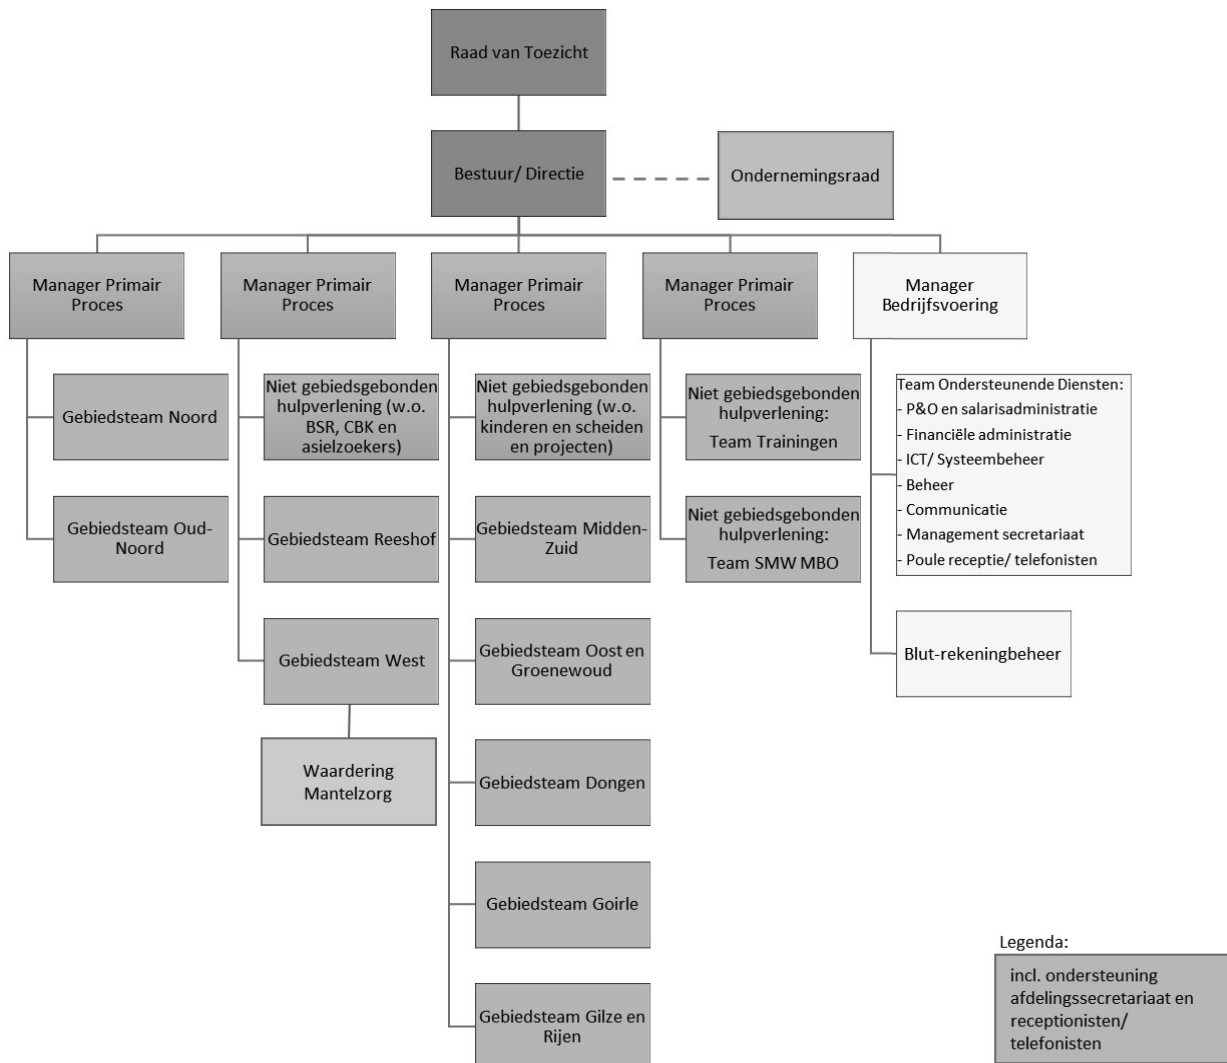 Raad van Toezicht
Bestuur/ Directie
Ondernemingsraad
Manager Primair
Proces
Manager Primair
Proces
Manager Primair
Proces
Manager Primair
Proces
Manager
Bedrijfsvoering
Gebiedsteam Noord
Gebiedsteam Oud-
Noord
Niet gebiedsgebonden
hulpverlening (w.o.
BSR, CBK en
asielzoekers)
Gebiedsteam Reeshof
Gebiedsteam West
Waardering
Mantelzorg
Niet gebiedsgebonden
hulpverlening (w.o.
kinderen en scheiden
en projecten)
Gebiedsteam Midden-
Zuid
Gebiedsteam Oost en
Groenewoud
Gebiedsteam Dongen
Gebiedsteam Goirle
Gebiedsteam Gilze en
Rijen
Niet gebiedsgebonden
hulpverlening:
Team Trainingen
Niet gebiedsgebonden
hulpverlening:
Team SMW MBO
Team Ondersteunende Diensten:
- P&O en salarisadministratie
- Financiële administratie
- ICT/ Systeembeheer
- Beheer
- Communicatie
- Management secretariaat
- Poule receptie/ telefonisten
Blut-rekeningbeheer
Legenda:
incl. ondersteuning
afdelingssecretariaat en
receptionisten/
telefonisten